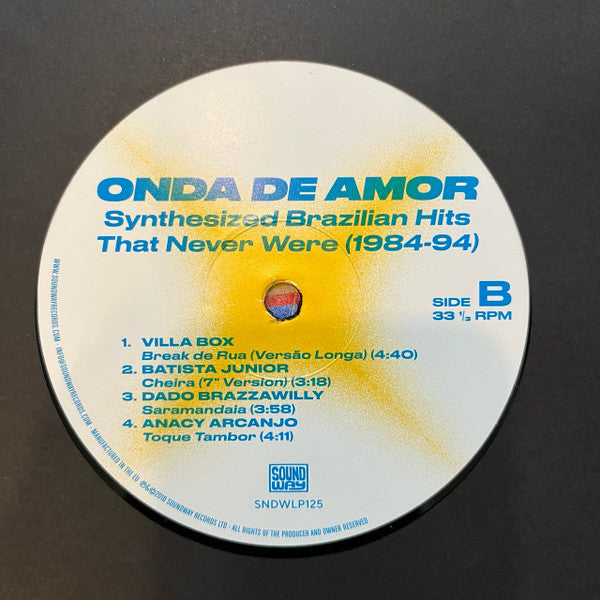 ONDA DE AMOR
Synthesized Brazilian Hits
That Never Were (1984-94)
SIDE B
33 ⅓ RPM
1. VILLA BOX
Break de Rua (Versão Longa) (4:40)
2. BATISTA JUNIOR
Cheira (7" Version) (3:18)
3. DADO BRAZZAWILLY
Saramandaia (3:58)
4. ANACY ARCANJO
Toque Tambor (4:11)
SOUND
WAY
SNDWLP125
WWW.SOUNDWAYRECORDS.COM - INFO@SOUNDWAYRECORDS.COM - MANUFACTURED IN THE EU ℗&©2018 SOUNDWAY RECORDS LTD - ALL RIGHTS OF THE PRODUCER AND OWNER RESERVED